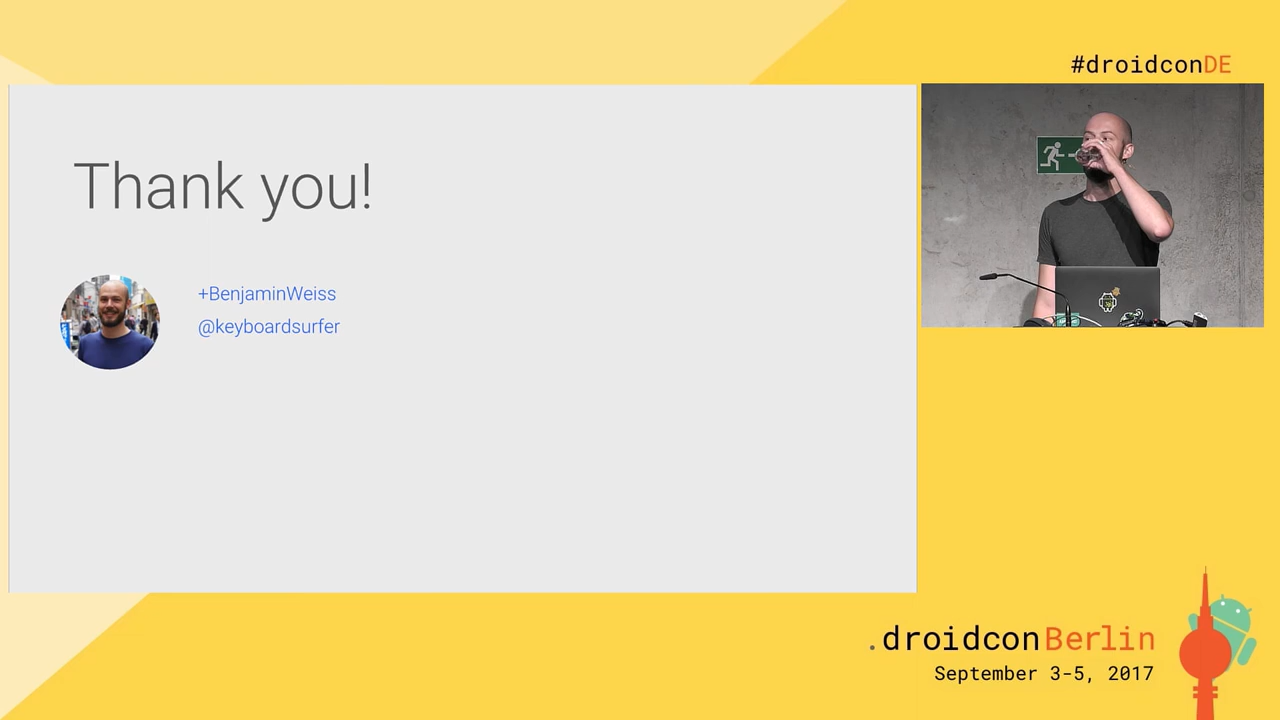 #droidconDE
Thank you!
+BenjaminWeiss
@keyboardsurfer
.droidconBerlin
September 3-5, 2017